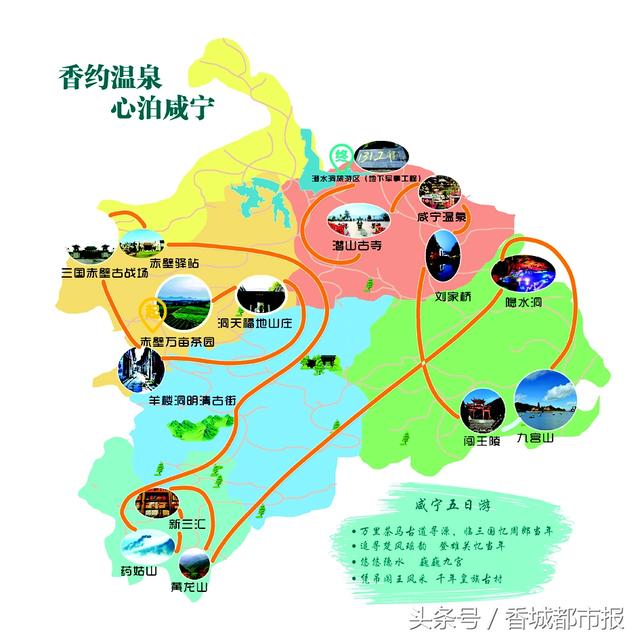 香约温泉
心泊咸宁
终
131.2伍
潜水洞旅游区（地下军事工程）
咸宁温泉
潜山古寺
赤壁驿站
三国赤壁古战场
刘家桥
隐水洞
洞天福地山庄
起
赤壁万亩茶园
羊楼洞明清古街
闯王陵
九宫山
新三汇
药姑山
黄龙山
咸宁五日游
• 万里茶马古道寻源、临三国忆周郎当年
• 追寻楚风瑶韵 登雄关忆当年
• 悠悠隐水 巍巍九宫
• 凭吊闯王风采 千年皇族古村
头条号／香城都市报